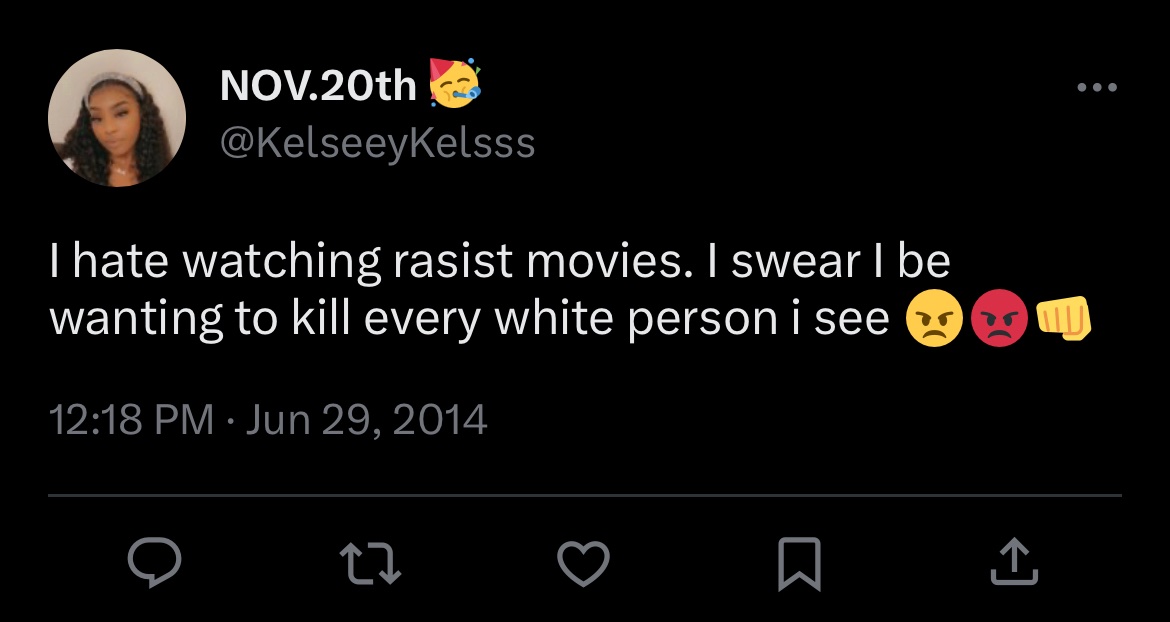 NOV.20th 🥳
@KelseeyKelsss
I hate watching rasist movies. I swear I be
wanting to kill every white person i see 😠😡👊
12:18 PM · Jun 29, 2014